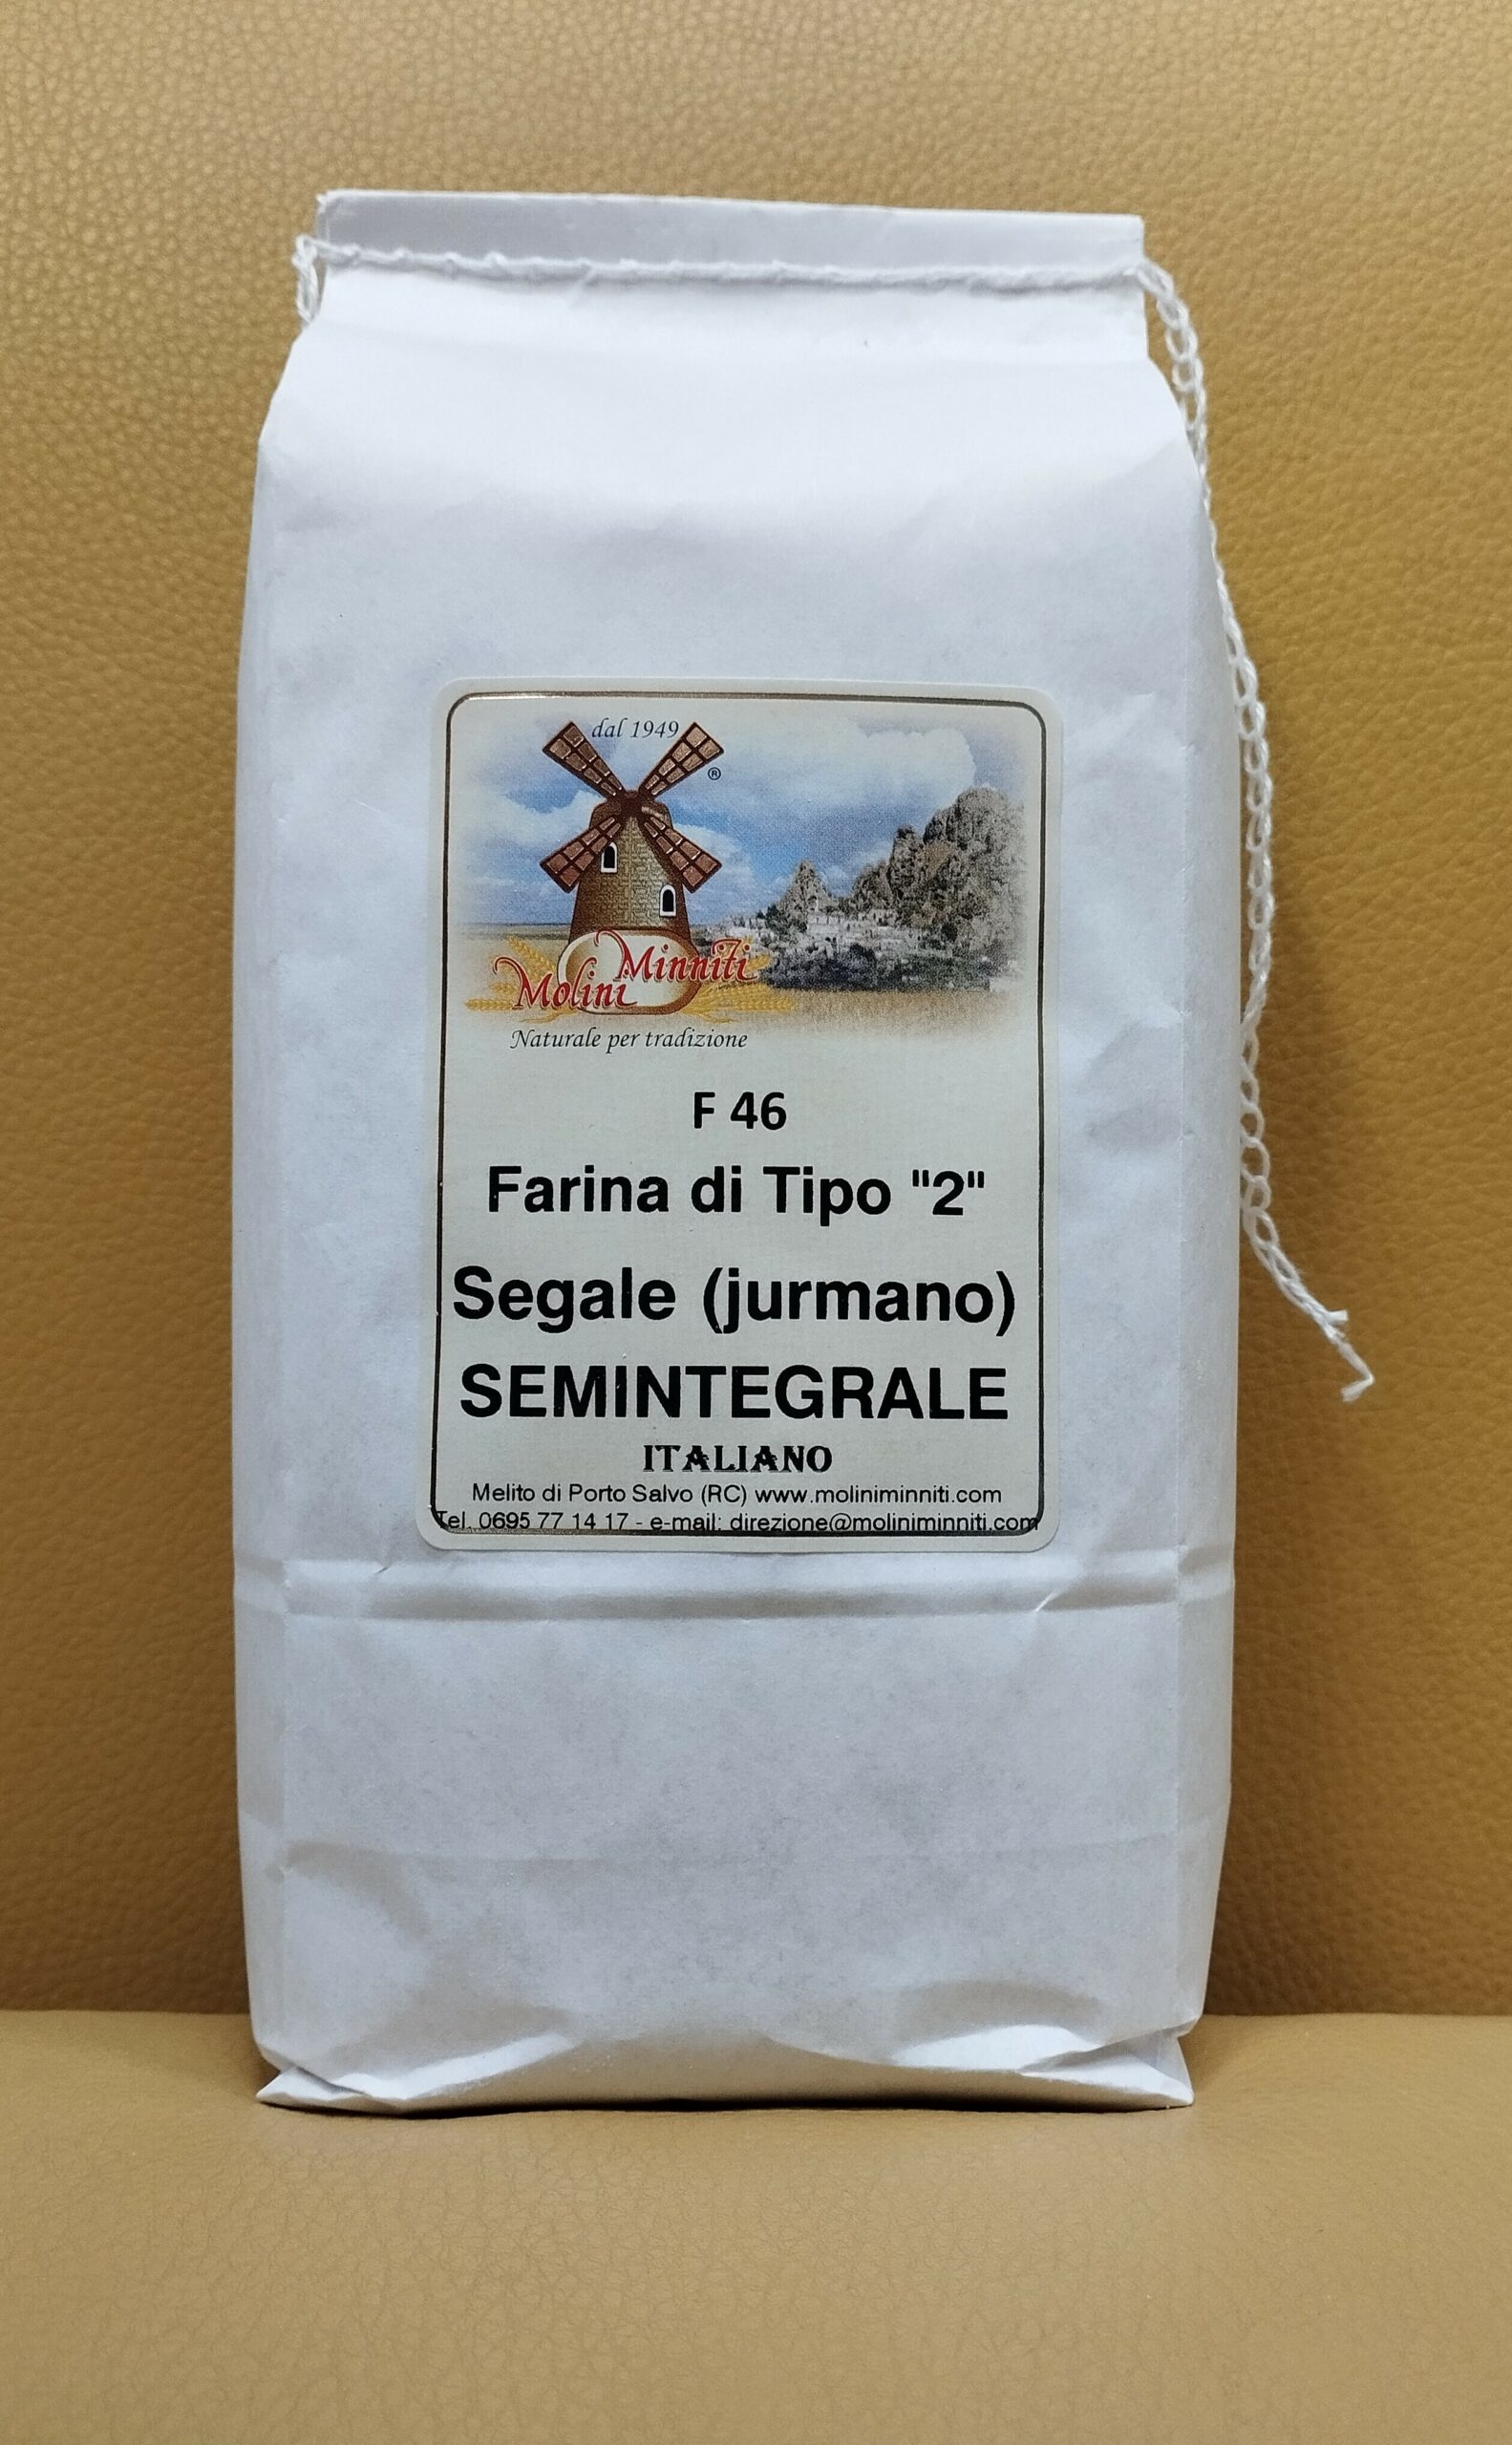 dal 1949
®
Molini Minniti
Naturale per tradizione
F 46
Farina di Tipo "2"
Segale (jurmano)
SEMINTEGRALE
ITALIANO
Melito di Porto Salvo (RC) www.moliniminniti.com
Tel. 0695 77 14 17 - e-mail: direzione@moliniminniti.com